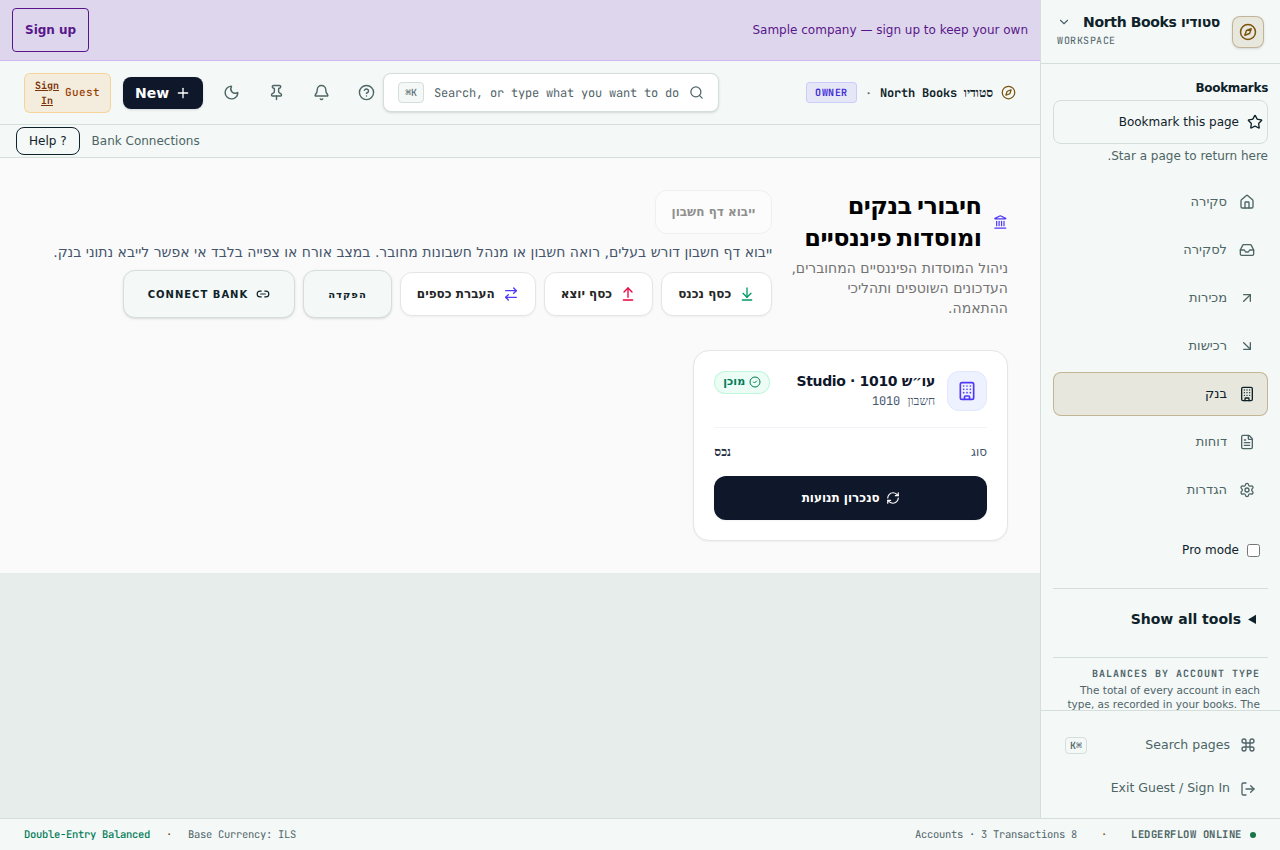 Sample company — sign up to keep your own
Sign up
סטודיו North Books
WORKSPACE
סטודיו North Books · OWNER
Search, or type what you want to do
⌘K
New
Guest
Sign In
Bank Connections
Help ?
Bookmarks
Bookmark this page
Star a page to return here.
סקירה
לסקירה
מכירות
רכישות
בנק
דוחות
הגדרות
Pro mode
Show all tools
BALANCES BY ACCOUNT TYPE
The total of every account in each
type, as recorded in your books. The
Search pages
K⌘
Exit Guest / Sign In
חיבורי בנקים
ומוסדות פיננסיים
ניהול המוסדות הפיננסיים המחוברים,
העדכונים השוטפים ותהליכי
ההתאמה.
ייבוא דף חשבון
ייבוא דף חשבון דורש בעלים, רואה חשבון או מנהל חשבונות מחובר. במצב אורח או צפייה בלבד אי אפשר לייבא נתוני בנק.
כסף נכנס
כסף יוצא
העברת כספים
הפקדה
CONNECT BANK
עו״ש 1010 · Studio
חשבון 1010
מוכן
סוג
נכס
סנכרון תנועות
LEDGERFLOW ONLINE · Accounts · 3 Transactions 8
Base Currency: ILS · Double-Entry Balanced